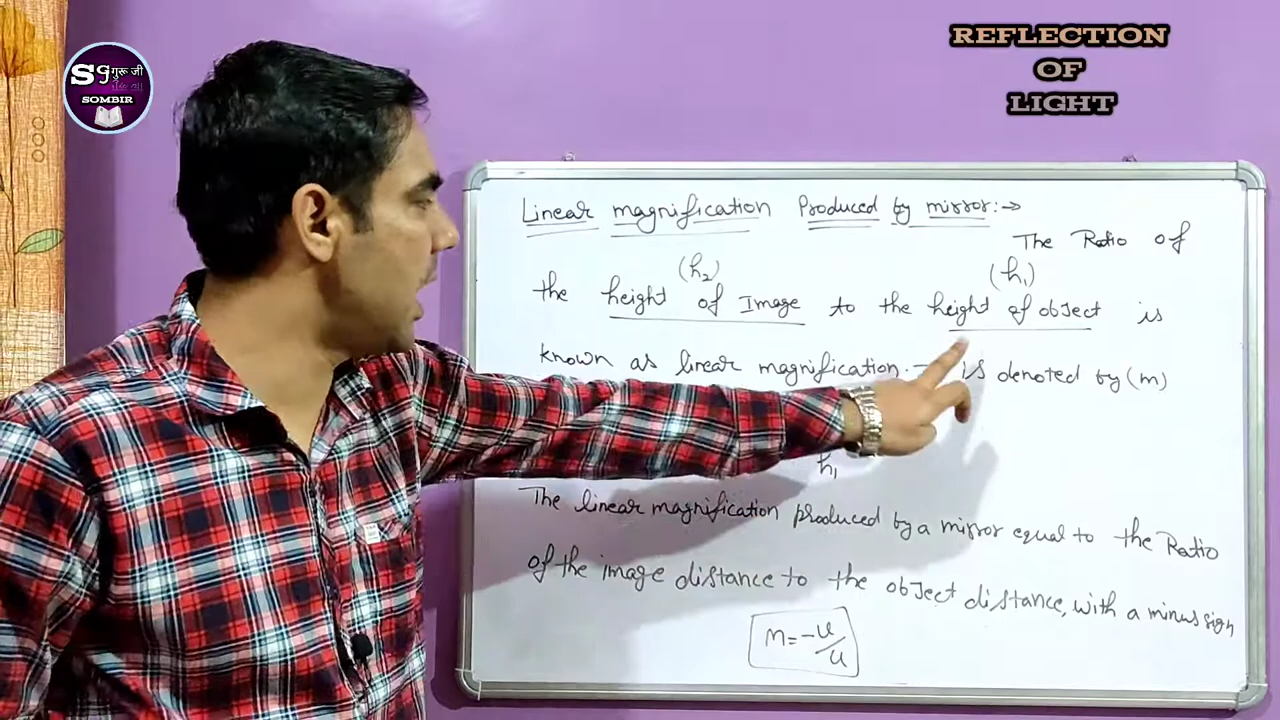 REFLECTION
OF
LIGHT
SG गुरू जी
SOMBIR
Linear magnification Produced by mirror:→
The Ratio of
(h₂) (h₁)
the height of Image to the height of object is
known as linear magnification. is denoted by (m)
h₁
The linear magnification produced by a mirror equal to the Ratio
of the image distance to the object distance, with a minus sign
m=-u/u